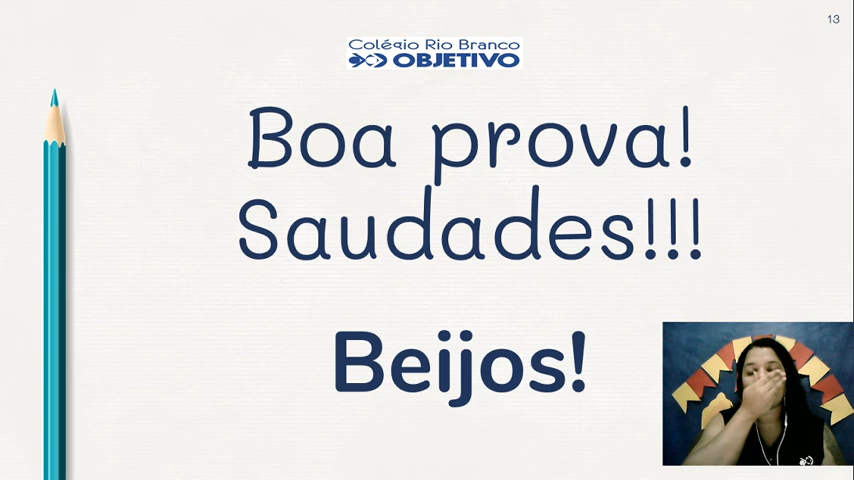 13
Colégio Rio Branco
OBJETIVO
Boa prova!
Saudades!!!
Beijos!